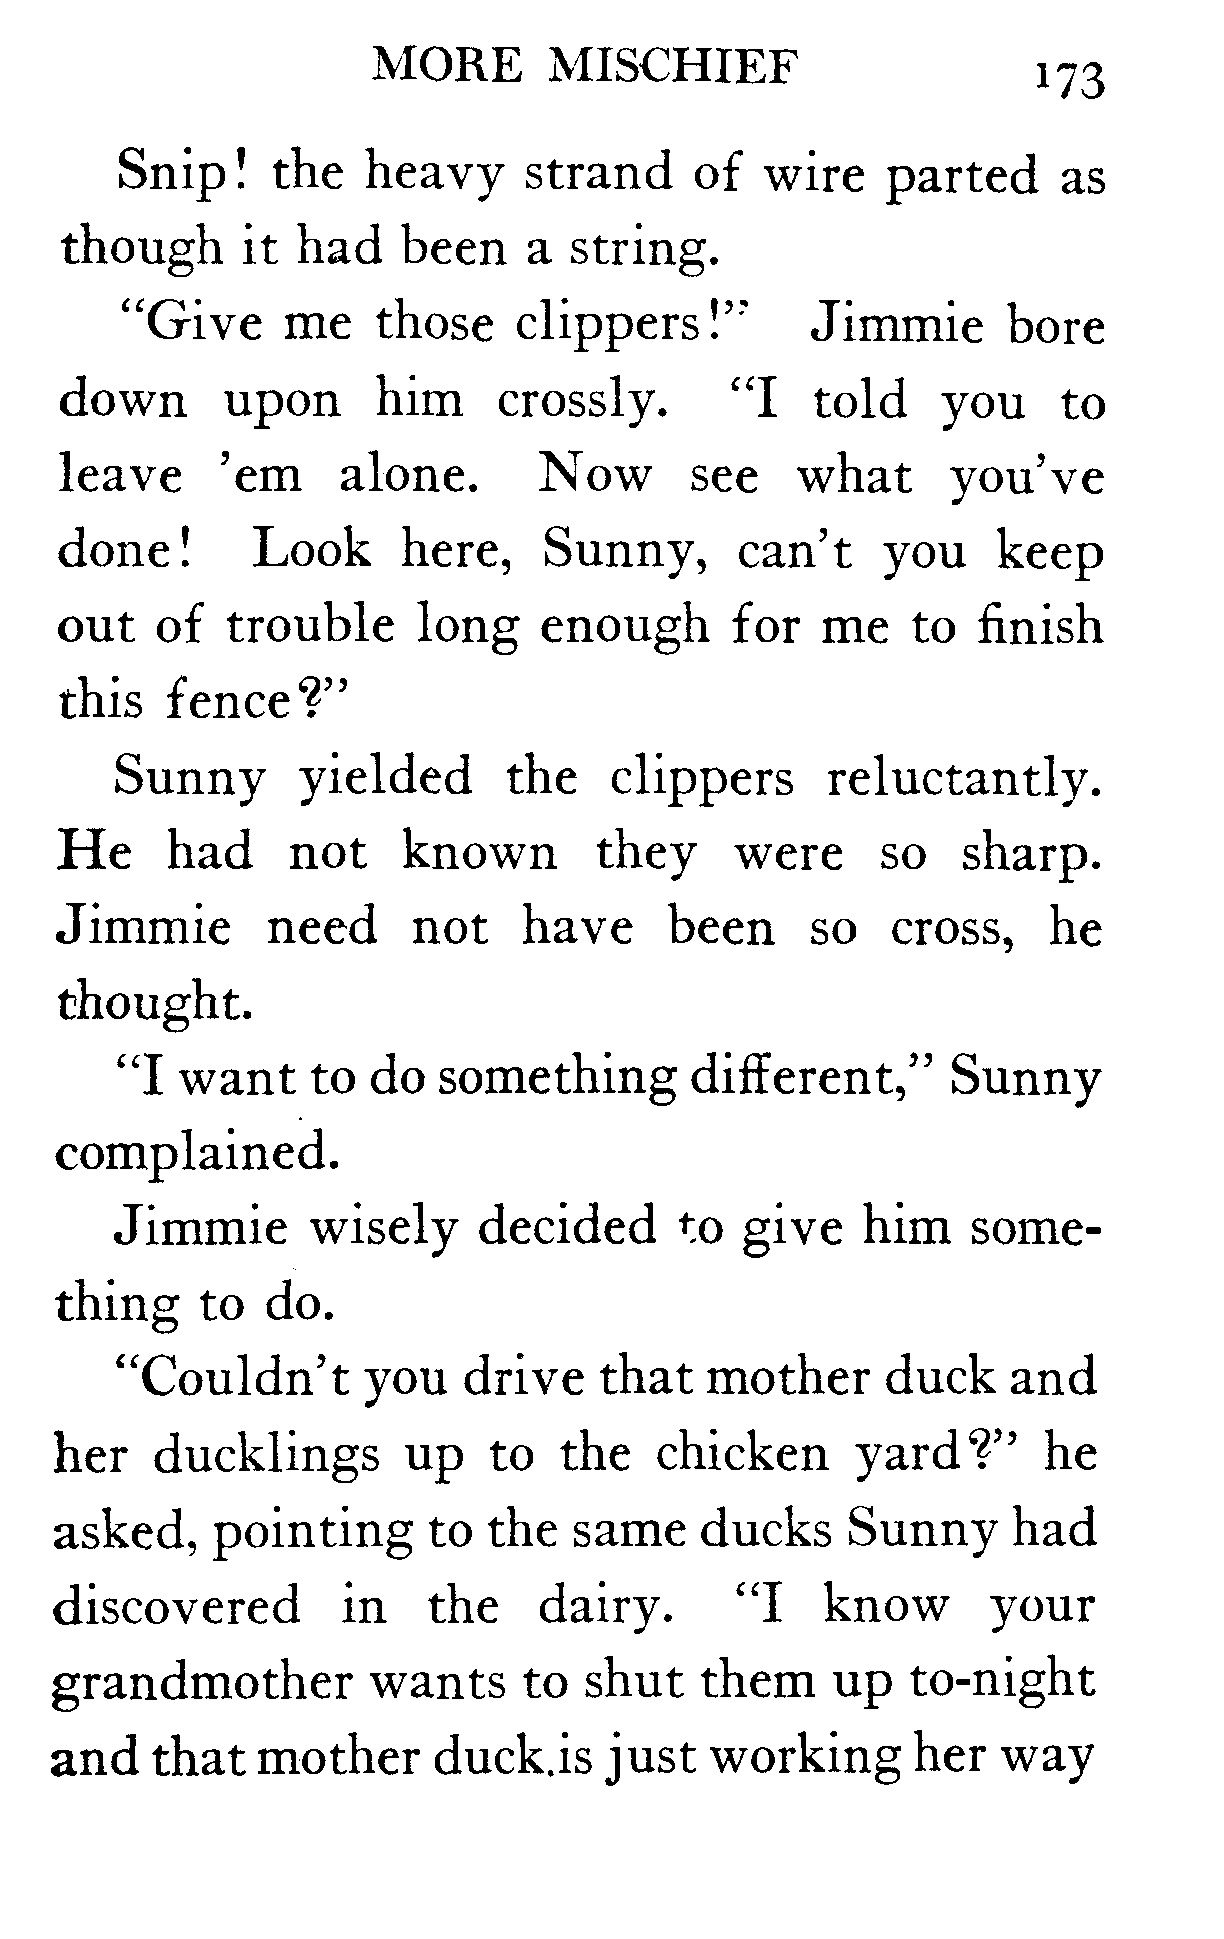 MORE MISCHIEF 173
Snip! the heavy strand of wire parted as
though it had been a string.
“Give me those clippers!” Jimmie bore
down upon him crossly. “I told you to
leave ’em alone. Now see what you’ve
done! Look here, Sunny, can’t you keep
out of trouble long enough for me to finish
this fence?”
Sunny yielded the clippers reluctantly.
He had not known they were so sharp.
Jimmie need not have been so cross, he
thought.
“I want to do something different,” Sunny
complained.
Jimmie wisely decided to give him some-
thing to do.
“Couldn’t you drive that mother duck and
her ducklings up to the chicken yard?” he
asked, pointing to the same ducks Sunny had
discovered in the dairy. “I know your
grandmother wants to shut them up to-night
and that mother duck is just working her way